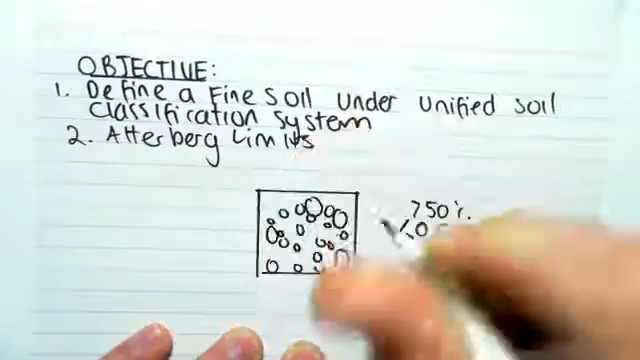 OBJECTIVE:
1. Define a Fine Soil under Unified Soil
Classification System
2. Atterberg Limits
>50%